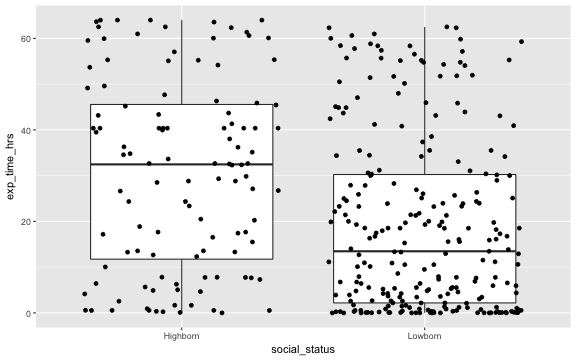 exp_time_hrs
60
40
20
0
Highborn
Lowborn
social_status